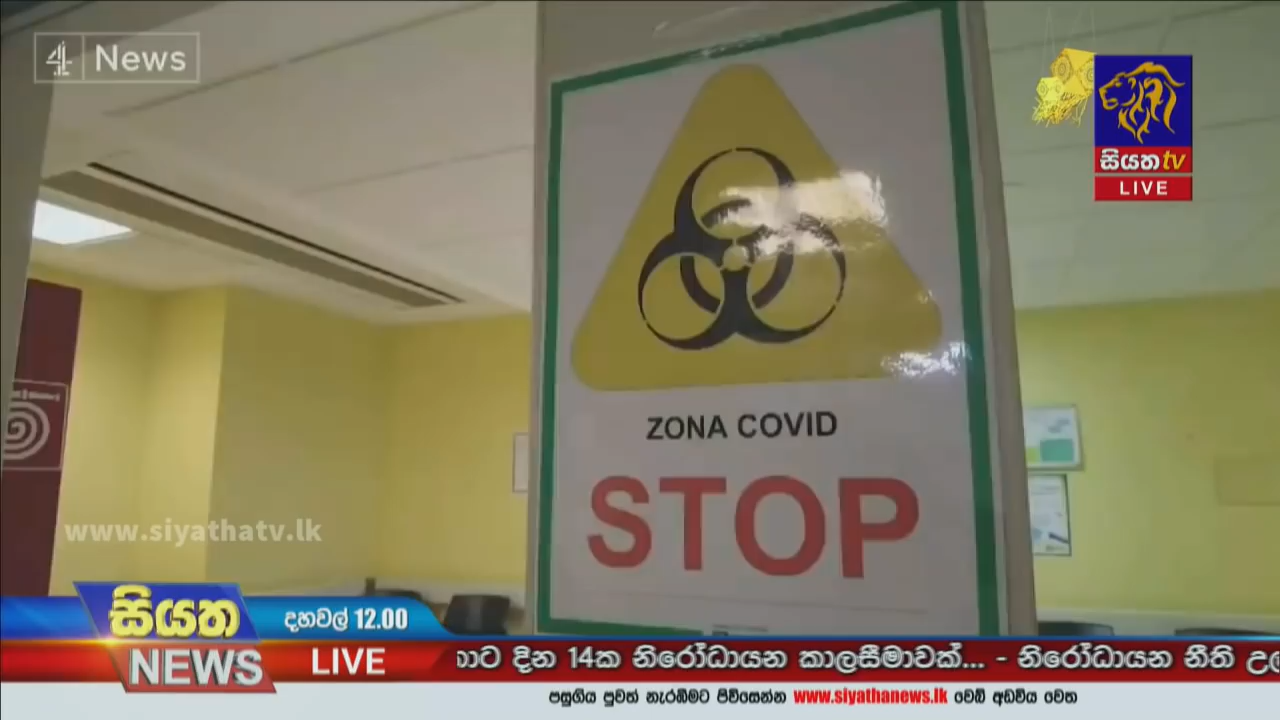 4 News
සියත tv
LIVE
ZONA COVID
STOP
www.siyathatv.lk
සියත
NEWS
දහවල් 12.00
LIVE
දින 14ක නිරෝධායන කාලසීමාවක්... - නිරෝධායන නීති
පසුගිය පුවත් නැරඹීමට පිවිසෙන්න www.siyathanews.lk වෙබ් අඩවිය වෙත